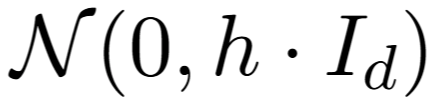 𝒩(0, h · I_d)